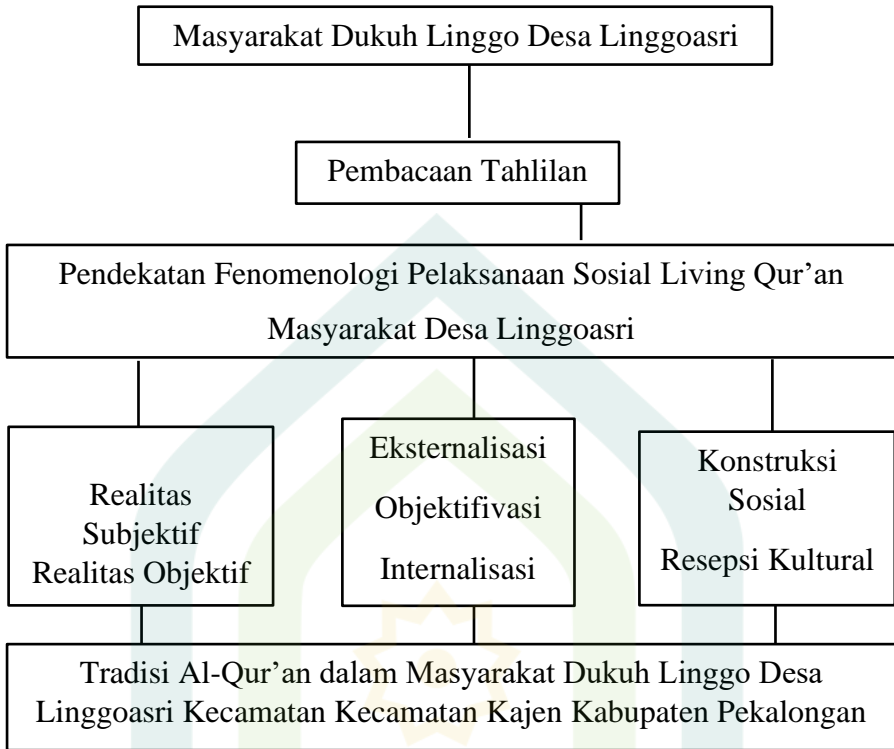 Masyarakat Dukuh Linggo Desa Linggoasri
Pembacaan Tahlilan
Pendekatan Fenomenologi Pelaksanaan Sosial Living Qur'an
Masyarakat Desa Linggoasri
Realitas
Subjektif
Realitas Objektif
Eksternalisasi
Objektifivasi
Internalisasi
Konstruksi
Sosial
Resepsi Kultural
Tradisi Al-Qur'an dalam Masyarakat Dukuh Linggo Desa
Linggoasri Kecamatan Kecamatan Kajen Kabupaten Pekalongan